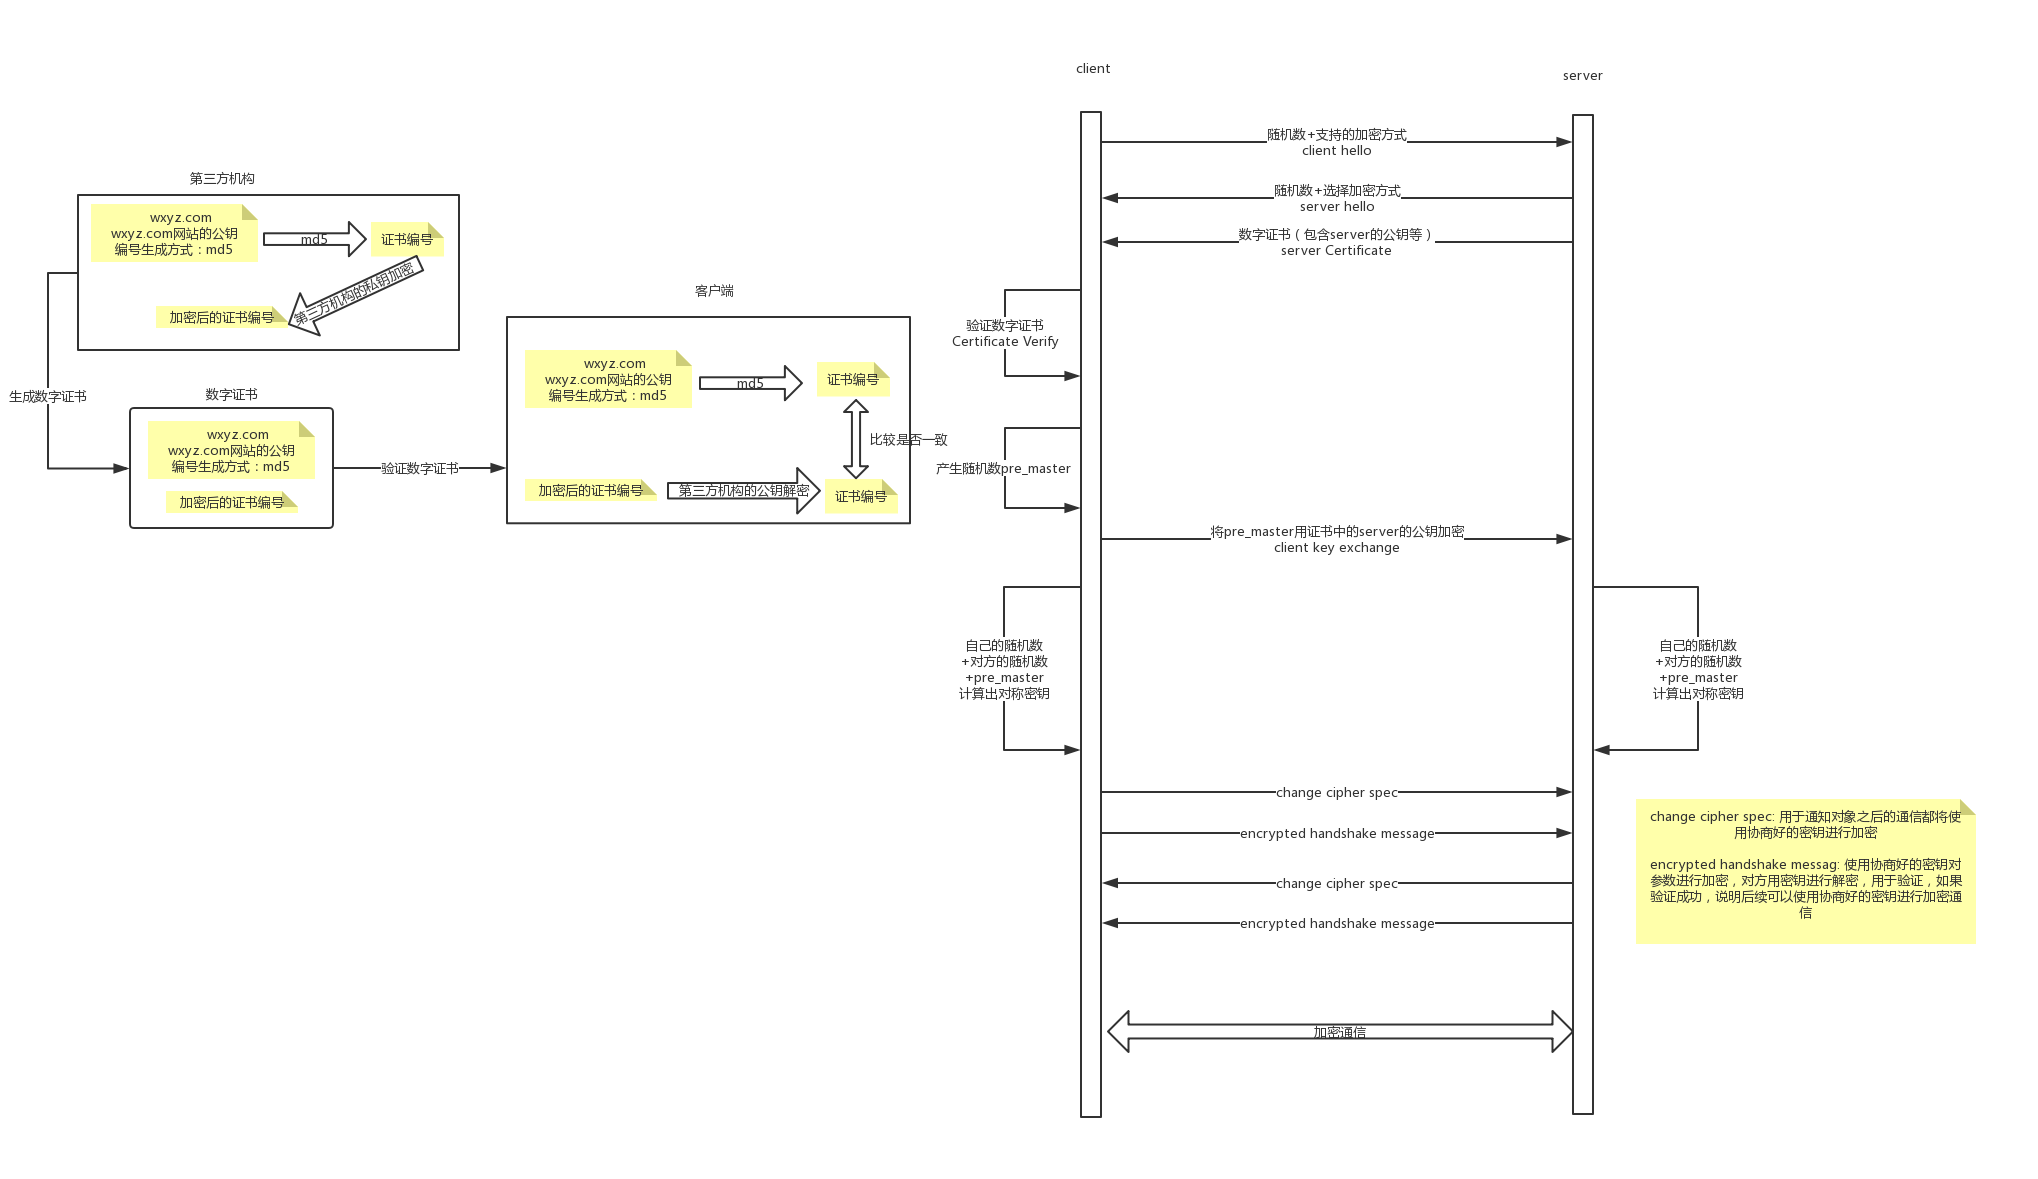 第三方机构
wxyz.com
wxyz.com网站的公钥
编号生成方式：md5
md5
证书编号
第三方机构的私钥加密
加密后的证书编号
生成数字证书
数字证书
wxyz.com
wxyz.com网站的公钥
编号生成方式：md5
加密后的证书编号
验证数字证书
客户端
wxyz.com
wxyz.com网站的公钥
编号生成方式：md5
md5
证书编号
比较是否一致
加密后的证书编号
第三方机构的公钥解密
证书编号
client
server
随机数+支持的加密方式
client hello
随机数+选择加密方式
server hello
数字证书（包含server的公钥等）
server Certificate
验证数字证书
Certificate Verify
产生随机数pre_master
将pre_master用证书中的server的公钥加密
client key exchange
自己的随机数
+对方的随机数
+pre_master
计算出对称密钥
自己的随机数
+对方的随机数
+pre_master
计算出对称密钥
change cipher spec
encrypted handshake message
change cipher spec
encrypted handshake message
change cipher spec: 用于通知对象之后的通信都将使
用协商好的密钥进行加密
encrypted handshake messag: 使用协商好的密钥对
参数进行加密，对方用密钥进行解密，用于验证，如果
验证成功，说明后续可以使用协商好的密钥进行加密通
信
加密通信